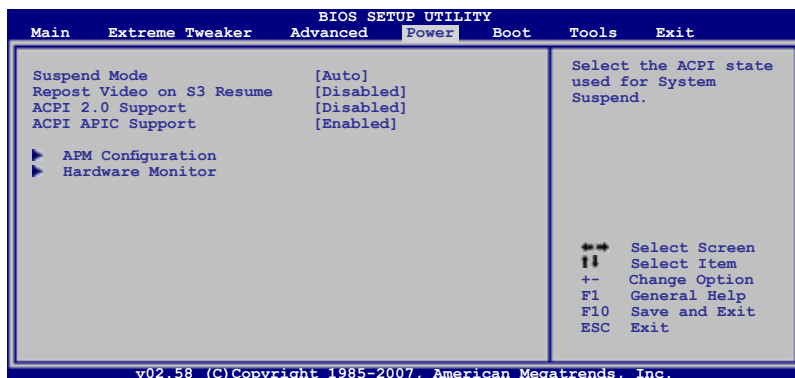 BIOS SETUP UTILITY
Main Extreme Tweaker Advanced Power Boot Tools Exit
Suspend Mode [Auto]
Repost Video on S3 Resume [Disabled]
ACPI 2.0 Support [Disabled]
ACPI APIC Support [Enabled]
APM Configuration
Hardware Monitor
Select the ACPI state
used for System
Suspend.
Select Screen
Select Item
+- Change Option
F1 General Help
F10 Save and Exit
ESC Exit
v02.58 (C)Copyright 1985-2007, American Megatrends, Inc.